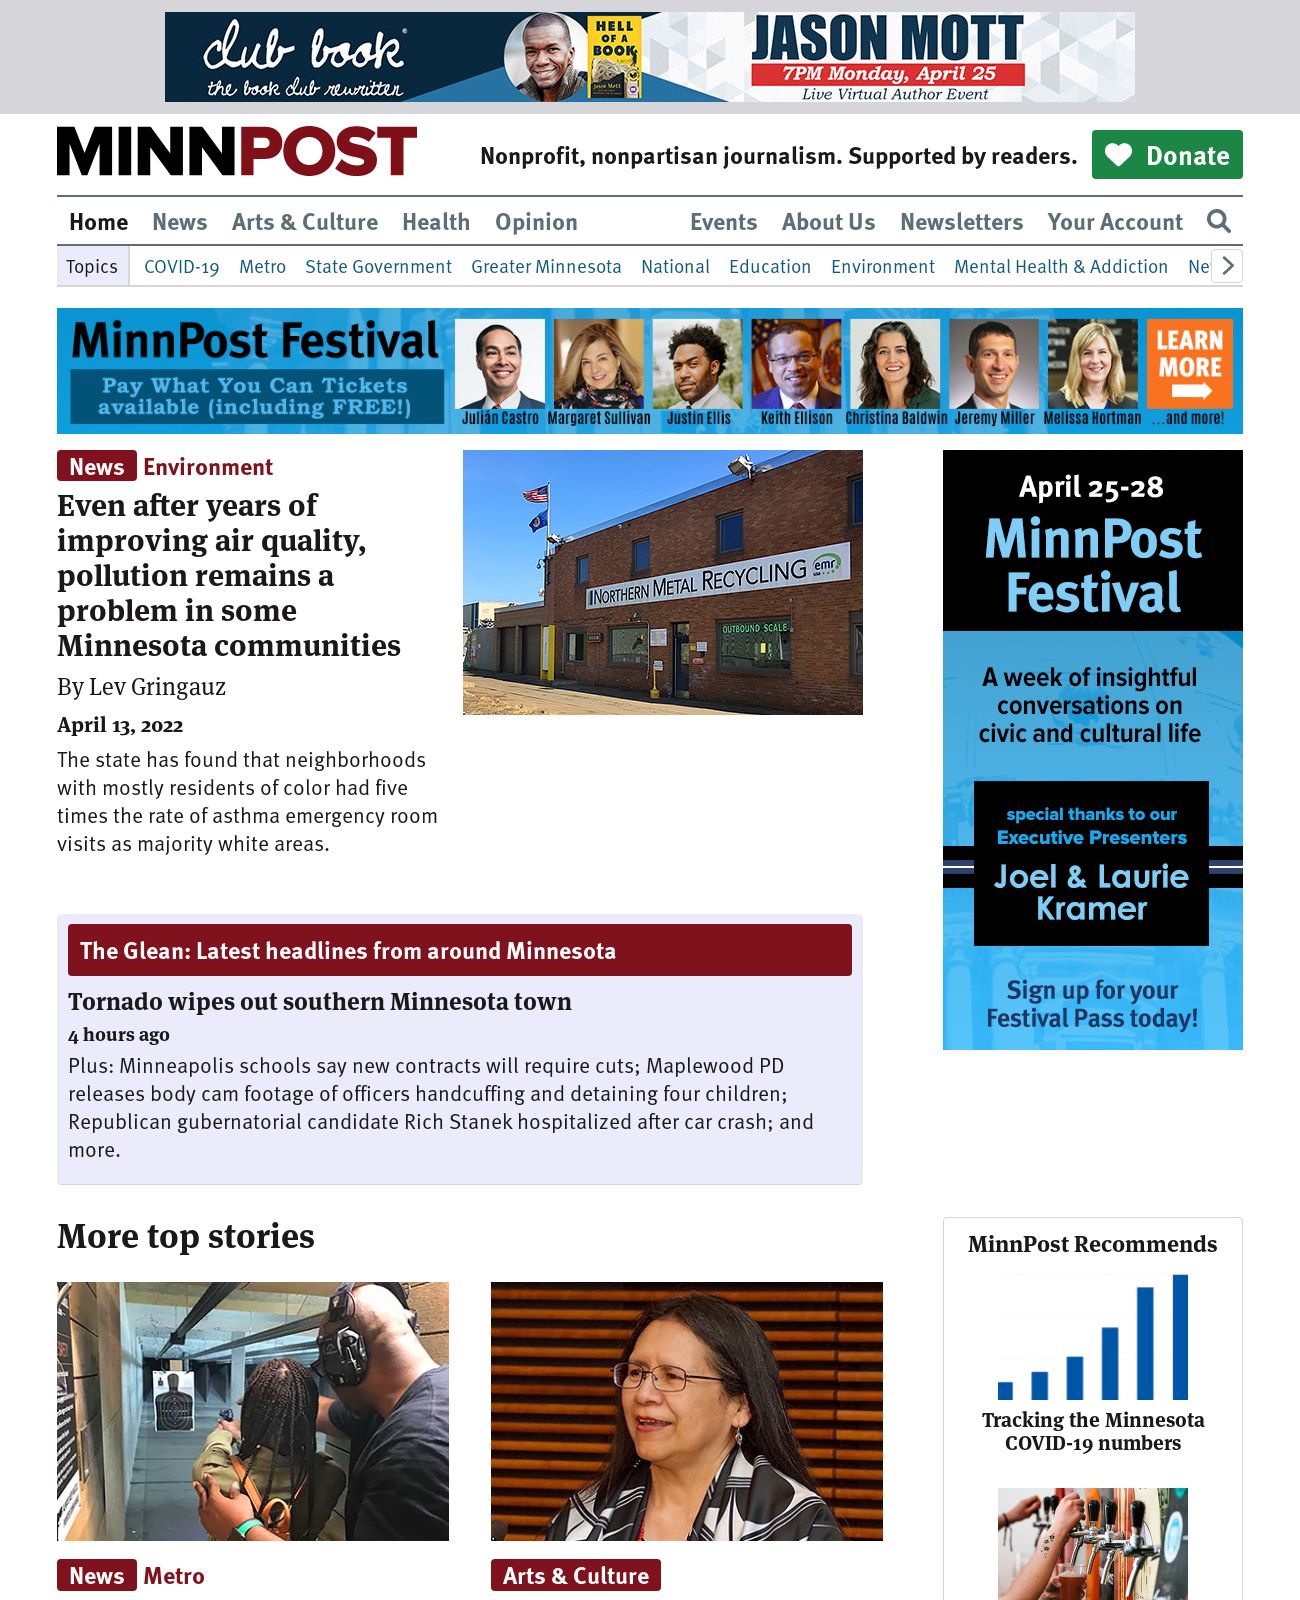 club book®
the book club rewritten
HELL
OF A
BOOK
Jason Mott
JASON MOTT
7PM Monday, April 25
Live Virtual Author Event
MINNPOST
Nonprofit, nonpartisan journalism. Supported by readers.
Donate
Home News Arts & Culture Health Opinion Events About Us Newsletters Your Account
Topics COVID-19 Metro State Government Greater Minnesota National Education Environment Mental Health & Addiction Ne
MinnPost Festival
Pay What You Can Tickets
available (including FREE!)
Julián Castro Margaret Sullivan Justin Ellis Keith Ellison Christina Baldwin Jeremy Miller Melissa Hortman ...and more!
LEARN
MORE
News Environment
Even after years of
improving air quality,
pollution remains a
problem in some
Minnesota communities
By Lev Gringauz
April 13, 2022
The state has found that neighborhoods
with mostly residents of color had five
times the rate of asthma emergency room
visits as majority white areas.
NORTHERN METAL RECYCLING
emr
USA
OUTBOUND SCALE
April 25-28
MinnPost
Festival
A week of insightful
conversations on
civic and cultural life
special thanks to our
Executive Presenters
Joel & Laurie
Kramer
Sign up for your
Festival Pass today!
The Glean: Latest headlines from around Minnesota
Tornado wipes out southern Minnesota town
4 hours ago
Plus: Minneapolis schools say new contracts will require cuts; Maplewood PD
releases body cam footage of officers handcuffing and detaining four children;
Republican gubernatorial candidate Rich Stanek hospitalized after car crash; and
more.
More top stories
News Metro
Arts & Culture
MinnPost Recommends
Tracking the Minnesota
COVID-19 numbers